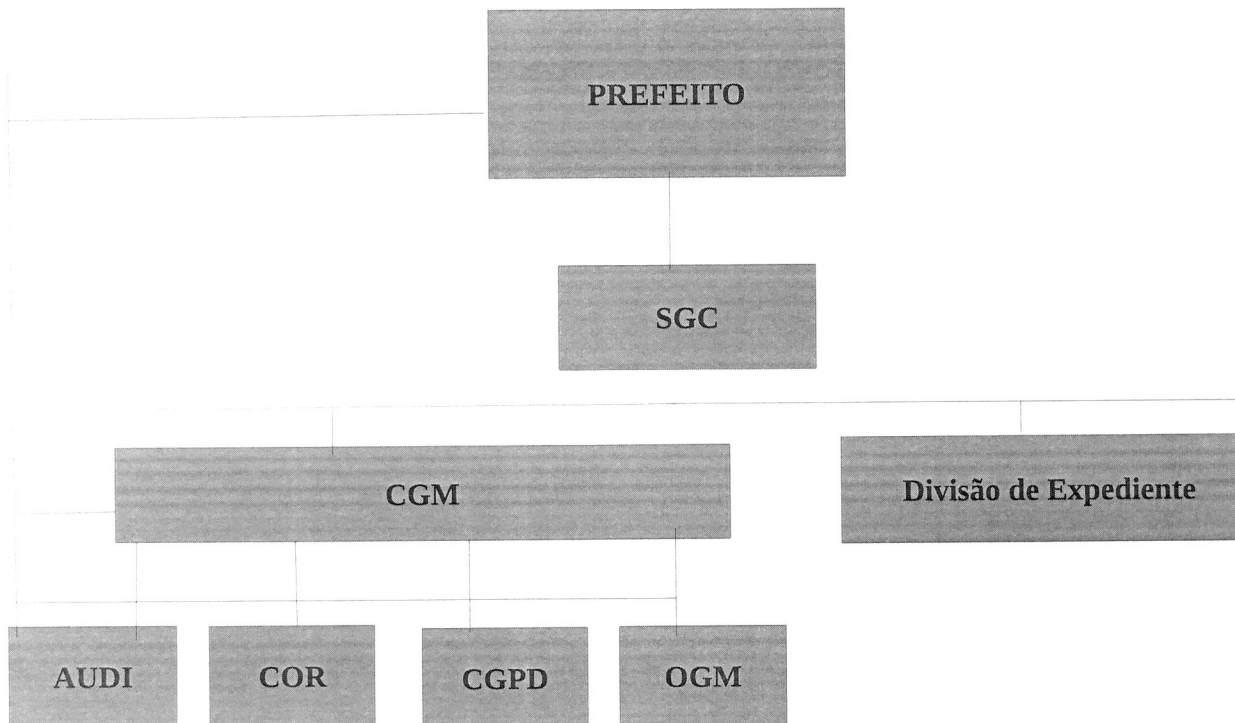 PREFEITO
SGC
CGM
Divisão de Expediente
AUDI
COR
CGPD
OGM